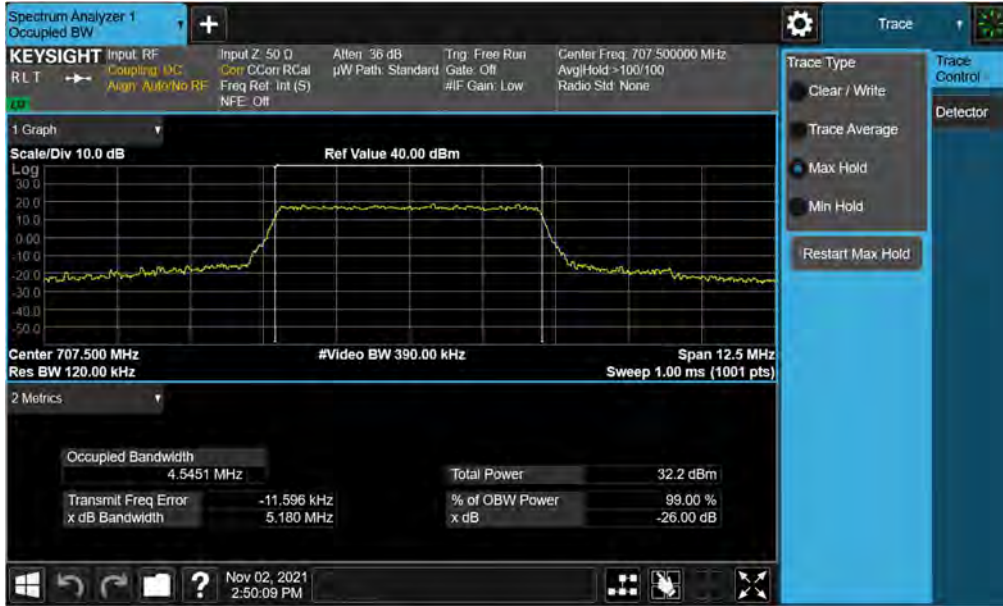 Spectrum Analyzer 1
Occupied BW
Trace
KEYSIGHT Input: RF Input Z: 50 Ω Atten: 36 dB Trig: Free Run Center Freq: 707.500000 MHz
RLT Coupling: DC Corr CCorr RCal µW Path: Standard Gate: Off Avg|Hold:>100/100
Align: Auto/No RF Freq Ref: Int (S) #IF Gain: Low Radio Std: None
NFE: Off
1 Graph
Scale/Div 10.0 dB Ref Value 40.00 dBm
Log
30.0
20.0
10.0
0.00
-10.0
-20.0
-30.0
-40.0
-50.0
Center 707.500 MHz #Video BW 390.00 kHz Span 12.5 MHz
Res BW 120.00 kHz Sweep 1.00 ms (1001 pts)
2 Metrics
Occupied Bandwidth
4.5451 MHz Total Power 32.2 dBm
Transmit Freq Error -11.596 kHz % of OBW Power 99.00 %
x dB Bandwidth 5.180 MHz x dB -26.00 dB
Nov 02, 2021
2:50:09 PM
Trace Type
Clear / Write
Trace Average
Max Hold
Min Hold
Restart Max Hold
Trace
Control
Detector